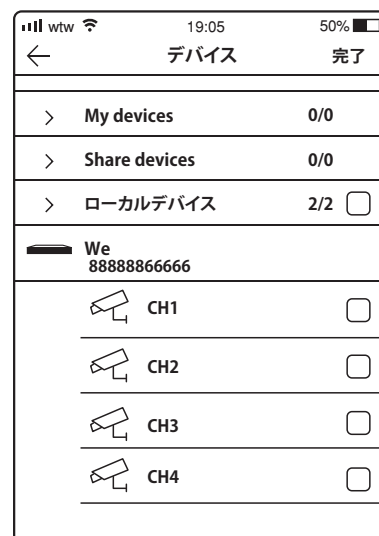 wtw 19:05 50%
デバイス 完了
My devices 0/0
Share devices 0/0
ローカルデバイス 2/2
We
88888866666
CH1
CH2
CH3
CH4